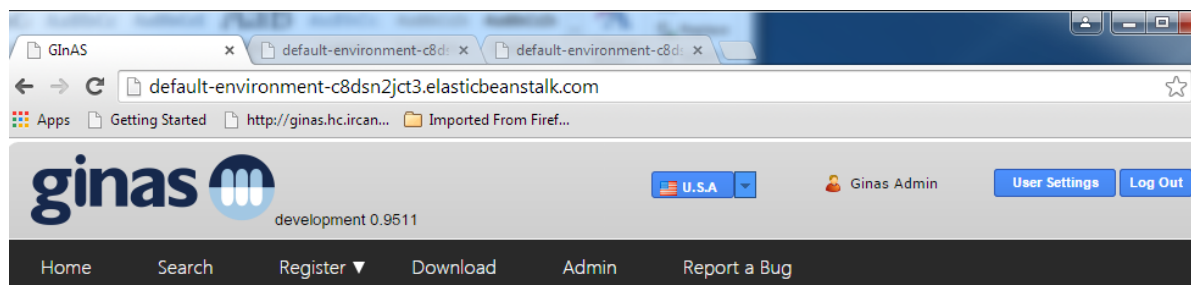 GInAS
default-environment-c8ds
default-environment-c8ds
default-environment-c8dsn2jct3.elasticbeanstalk.com
Apps Getting Started http://ginas.hc.ircan... Imported From Firef...
ginas
development 0.9511
U.S.A
Ginas Admin
User Settings
Log Out
Home Search Register ▼ Download Admin Report a Bug